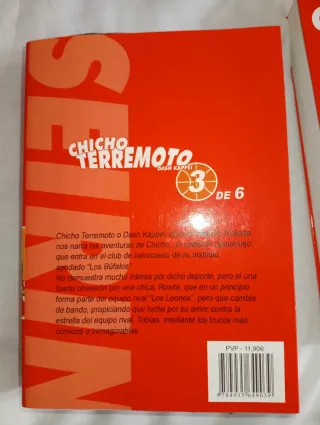 SEINEN
CHICHO
TERREMOTO
DASH KAPPEI
3 DE 6
Chicho Terremoto o Dash Kappei
nos narra las aventuras de Chicho, un
que entra en el club de baloncesto de su instituto,
apodado "Los Búfalos".
No demuestra mucho interés por dicho deporte, pero sí una
fuerte obsesión por una chica, Rosita, que en un principio
forma parte del equipo rival "Los Leones", pero que cambia
de bando, propiciando que luche por su amor contra la
estrella del equipo rival, Tobías, mediante los trucos más
cómicos e inimaginables.
PVP - 11,90€